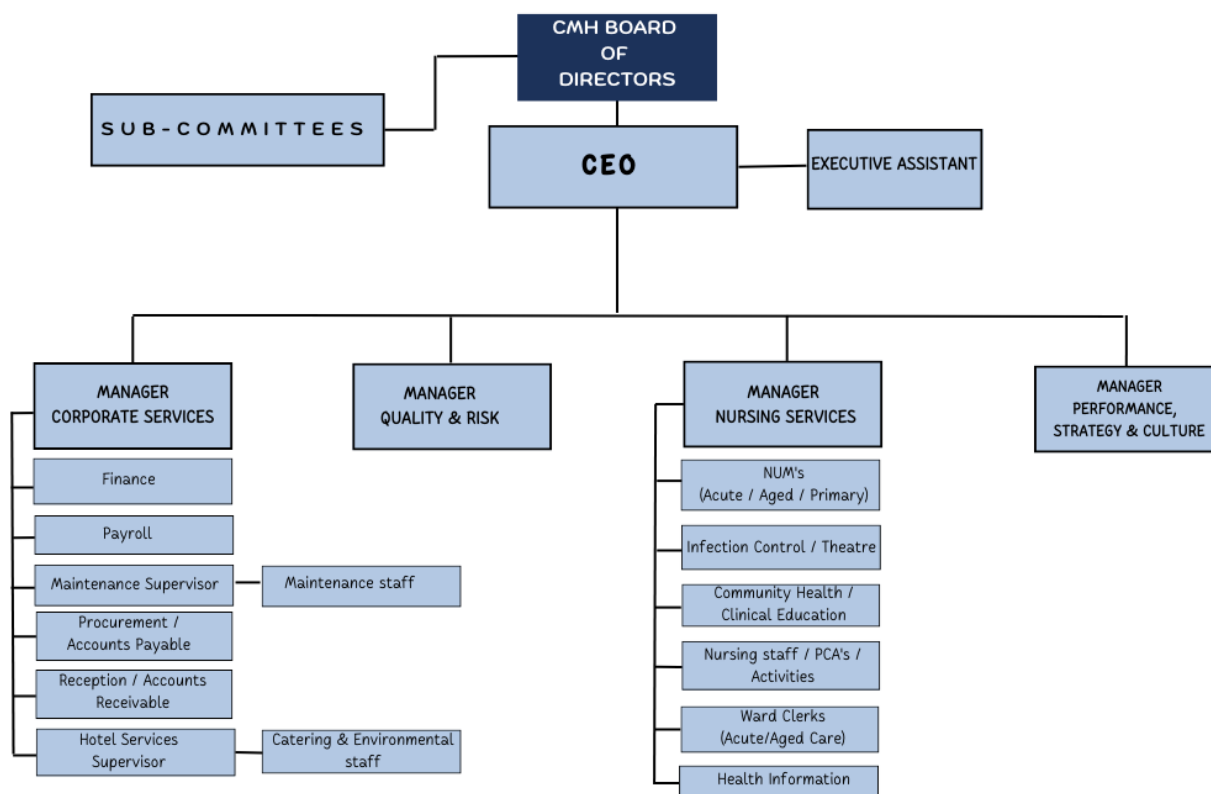 CMH BOARD
OF
DIRECTORS
SUB-COMMITTEES
CEO
EXECUTIVE ASSISTANT
MANAGER
CORPORATE SERVICES
Finance
Payroll
Maintenance Supervisor
Maintenance staff
Procurement /
Accounts Payable
Reception / Accounts
Receivable
Hotel Services
Supervisor
Catering & Environmental
staff
MANAGER
QUALITY & RISK
MANAGER
NURSING SERVICES
NUM's
(Acute / Aged / Primary)
Infection Control / Theatre
Community Health /
Clinical Education
Nursing staff / PCA's /
Activities
Ward Clerks
(Acute/Aged Care)
Health Information
MANAGER
PERFORMANCE,
STRATEGY & CULTURE